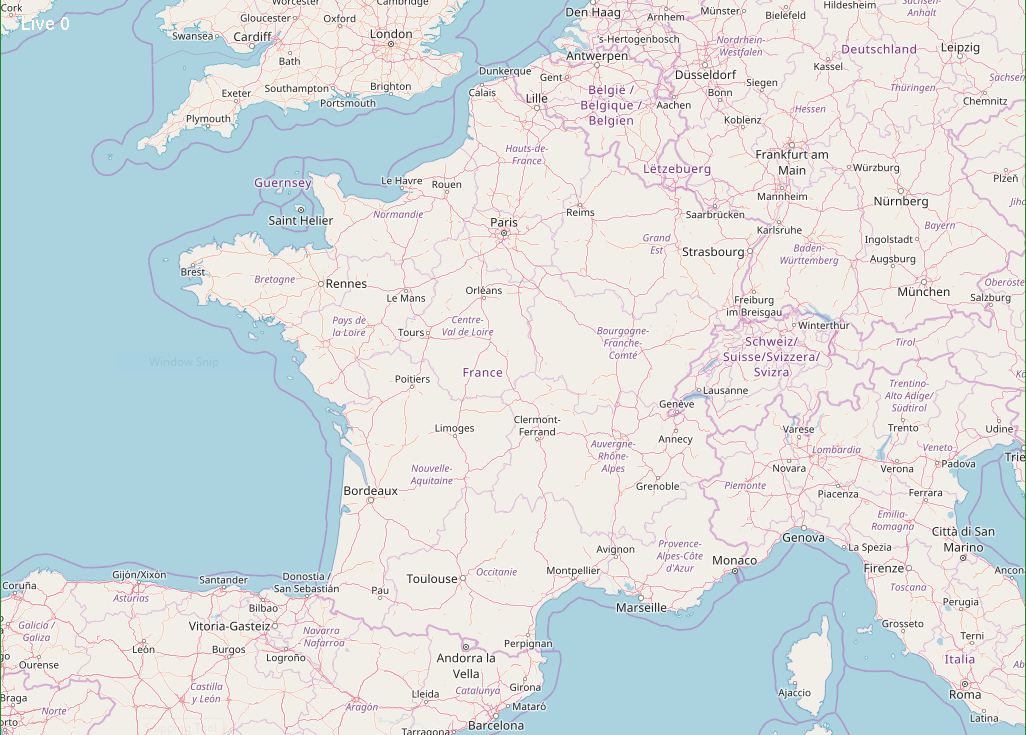 Cork
Live 0
Worcester
Cambridge
Gloucester
Oxford
Swansea
Cardiff
London
Bath
Exeter
Southampton
Brighton
Portsmouth
Plymouth
Den Haag
Arnhem
Münster
Bielefeld
Hildesheim
Sachsen-
Anhalt
's-Hertogenbosch
Antwerpen
Nordrhein-
Westfalen
Deutschland
Leipzig
Kassel
Dunkerque
Gent
Düsseldorf
Siegen
Thüringen
Sachsen
Calais
Lille
België /
Belgique /
Belgien
Bonn
Aachen
Hessen
Chemnitz
Koblenz
Hauts-de-
France
Lëtzebuerg
Frankfurt am
Main
Würzburg
Plzeň
Guernsey
Le Havre
Rouen
Mannheim
Nürnberg
Saint Helier
Normandie
Paris
Reims
Saarbrücken
Karlsruhe
Bayern
Grand
Est
Strasbourg
Baden-
Württemberg
Ingolstadt
Augsburg
Brest
Bretagne
Rennes
Le Mans
Orléans
Freiburg
im Breisgau
München
Salzburg
Pays de
la Loire
Tours
Centre-
Val de Loire
Bourgogne-
Franche-
Comté
Winterthur
Schweiz/
Suisse/Svizzera/
Svizra
Tirol
Window Snip
Poitiers
France
Lausanne
Trentino-
Alto Adige/
Südtirol
Genève
Limoges
Clermont-
Ferrand
Annecy
Varese
Trento
Udine
Auvergne-
Rhône-
Alpes
Lombardia
Veneto
Trie
Nouvelle-
Aquitaine
Novara
Verona
Padova
Bordeaux
Grenoble
Piemonte
Piacenza
Ferrara
Emilia-
Romagna
Città di San
Marino
Avignon
Provence-
Alpes-Côte
d'Azur
Genova
La Spezia
Monaco
Firenze
Ancon
Coruña
Gijón/Xixón
Santander
Donostia /
San Sebastián
Toulouse
Occitanie
Montpellier
Toscana
Asturias
Pau
Marseille
Perugia
Bilbao
Galicia /
Galiza
Vitoria-Gasteiz
Navarra
Nafarroa
Grosseto
Terni
León
Burgos
Logroño
Perpignan
Ourense
Andorra la
Vella
Italia
Castilla
y León
Lleida
Catalunya
Girona
Ajaccio
Roma
Braga
Norte
Aragón
Mataró
Latina
Barcelona
Tarragona